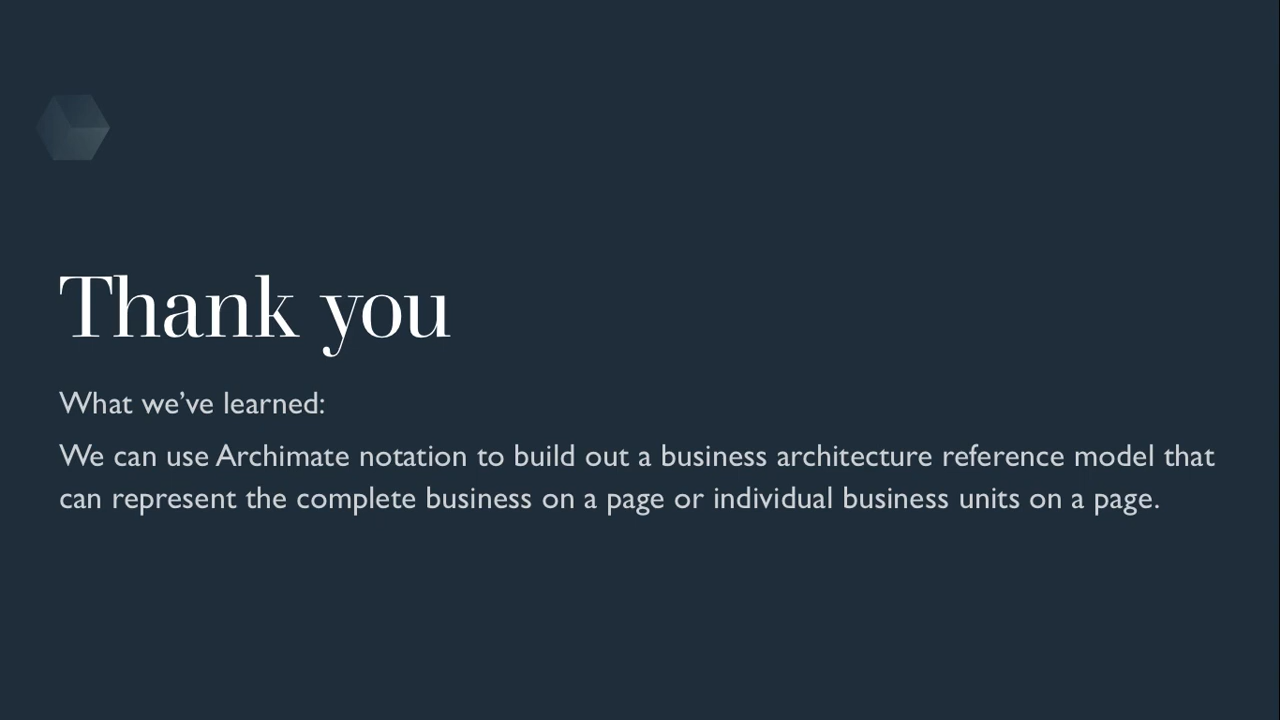 Thank you
What we’ve learned:
We can use Archimate notation to build out a business architecture reference model that
can represent the complete business on a page or individual business units on a page.